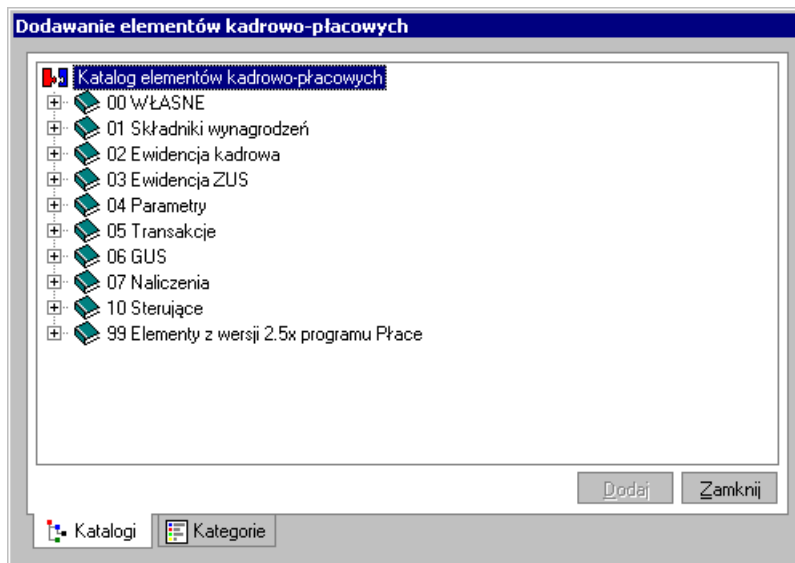 Dodawanie elementów kadrowo-płacowych
Katalog elementów kadrowo-płacowych
00 WŁASNE
01 Składniki wynagrodzeń
02 Ewidencja kadrowa
03 Ewidencja ZUS
04 Parametry
05 Transakcje
06 GUS
07 Naliczenia
10 Sterujące
99 Elementy z wersji 2.5x programu Płace
Dodaj Zamknij
Katalogi Kategorie